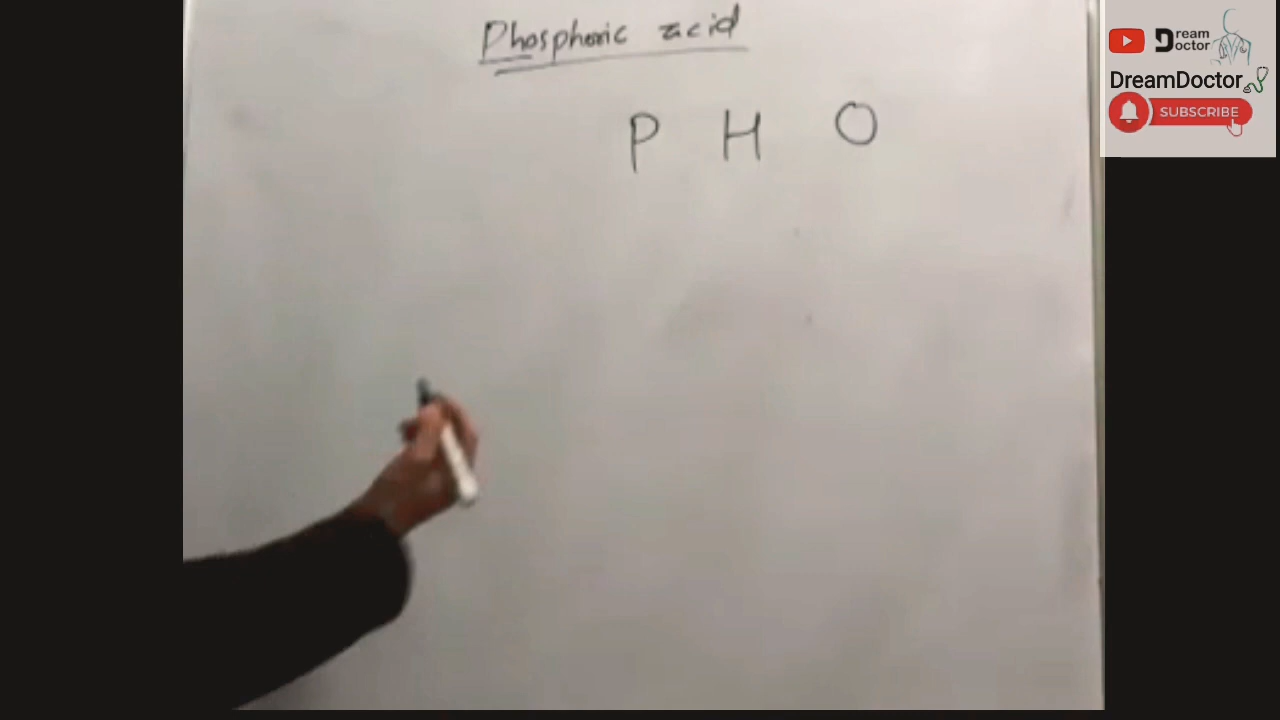 Phosphoric acid
P H O
Dream
Doctor
DreamDoctor
SUBSCRIBE